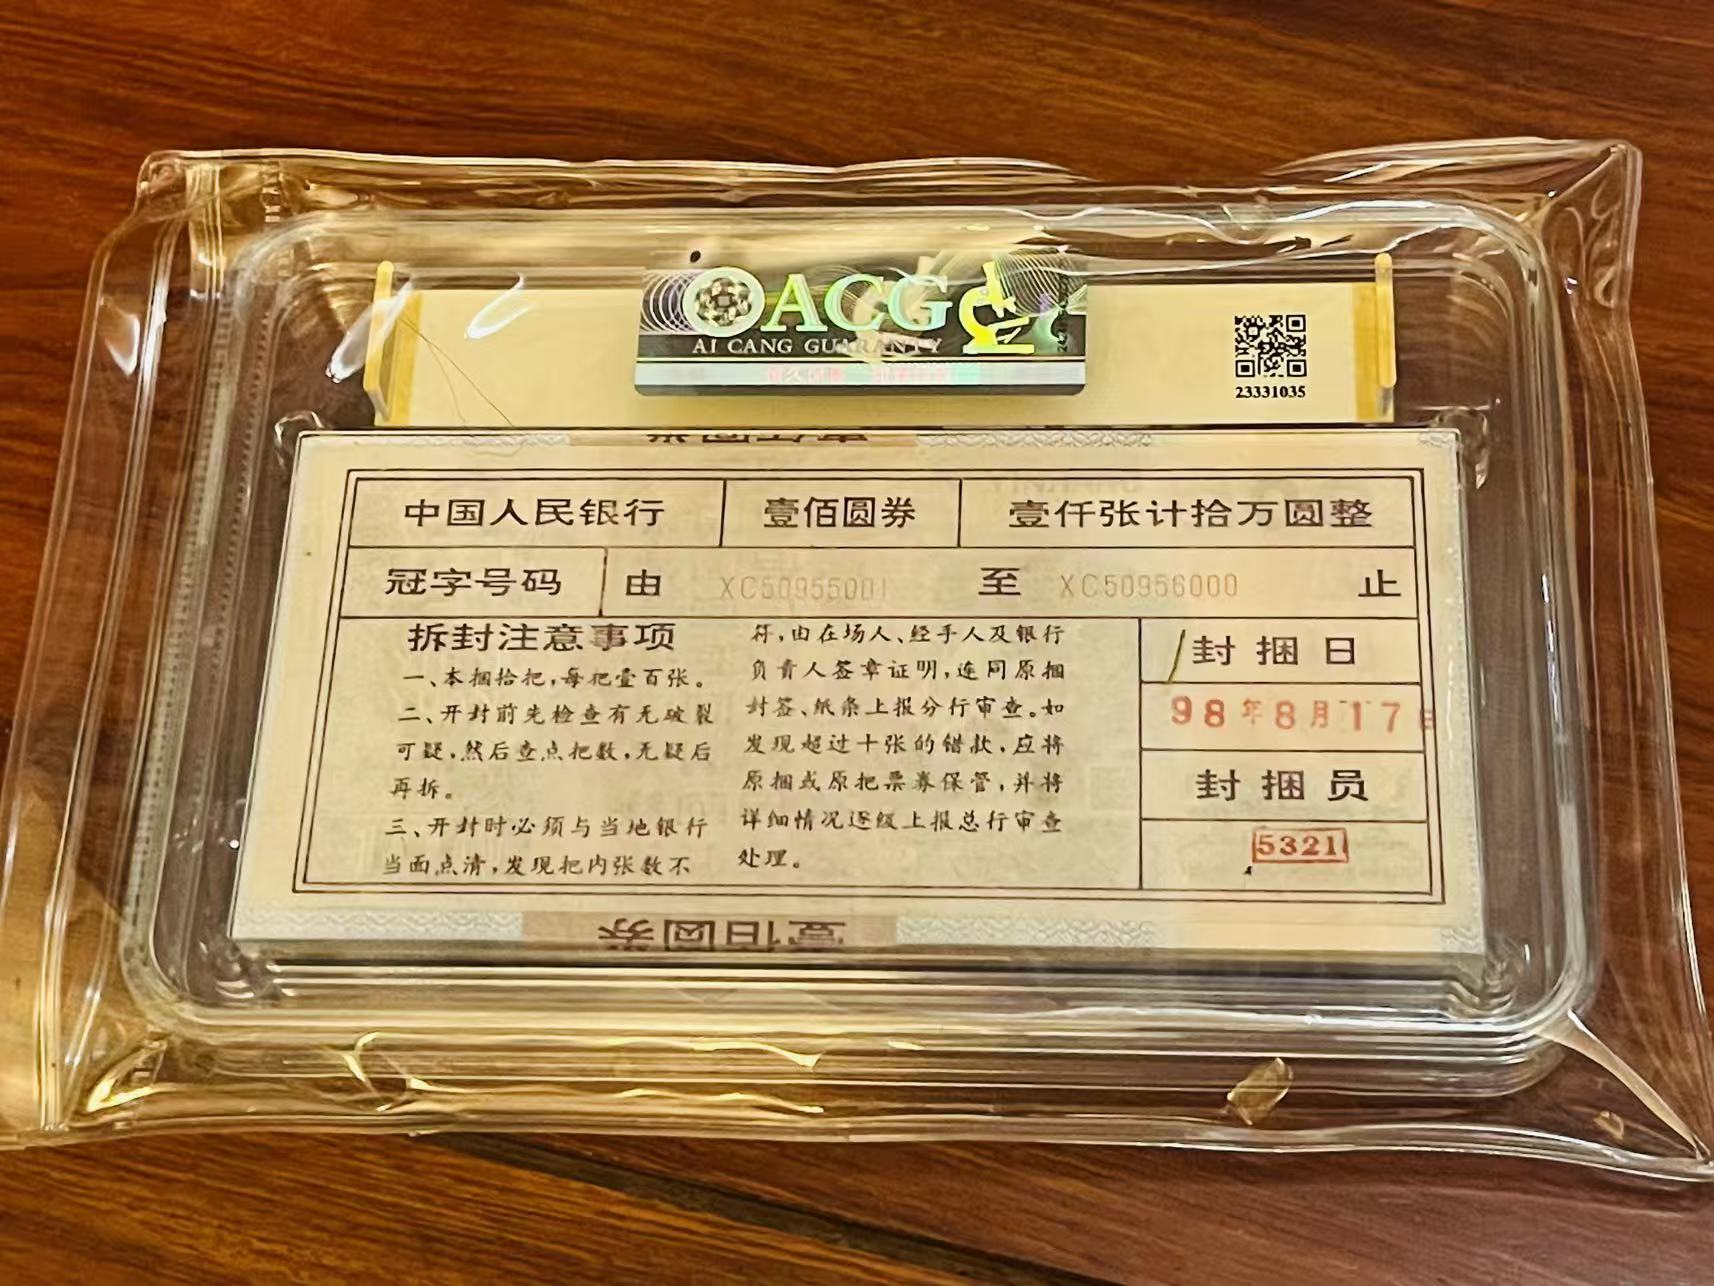 ACG
AI CANG GUARANTY
23331035
中国人民银行 壹佰圆券 壹仟张计拾万圆整
冠字号码 由 XC50955001 至 XC50956000 止
拆封注意事项
一、本捆拾把,每把壹百张。
二、开封前先检查有无破裂
可疑,然后查点把数,无疑后
再拆。
三、开封时必须与当地银行
当面点清,发现把内张数不
符,由在场人、经手人及银行
负责人签章证明,连同原捆
封签、纸条上报分行审查。如
发现超过十张的错款,应将
原捆或原把票券保管,并将
详细情况逐级上报总行审查
处理。
封捆日
98年8月17日
封捆员
5321
壹佰圆券